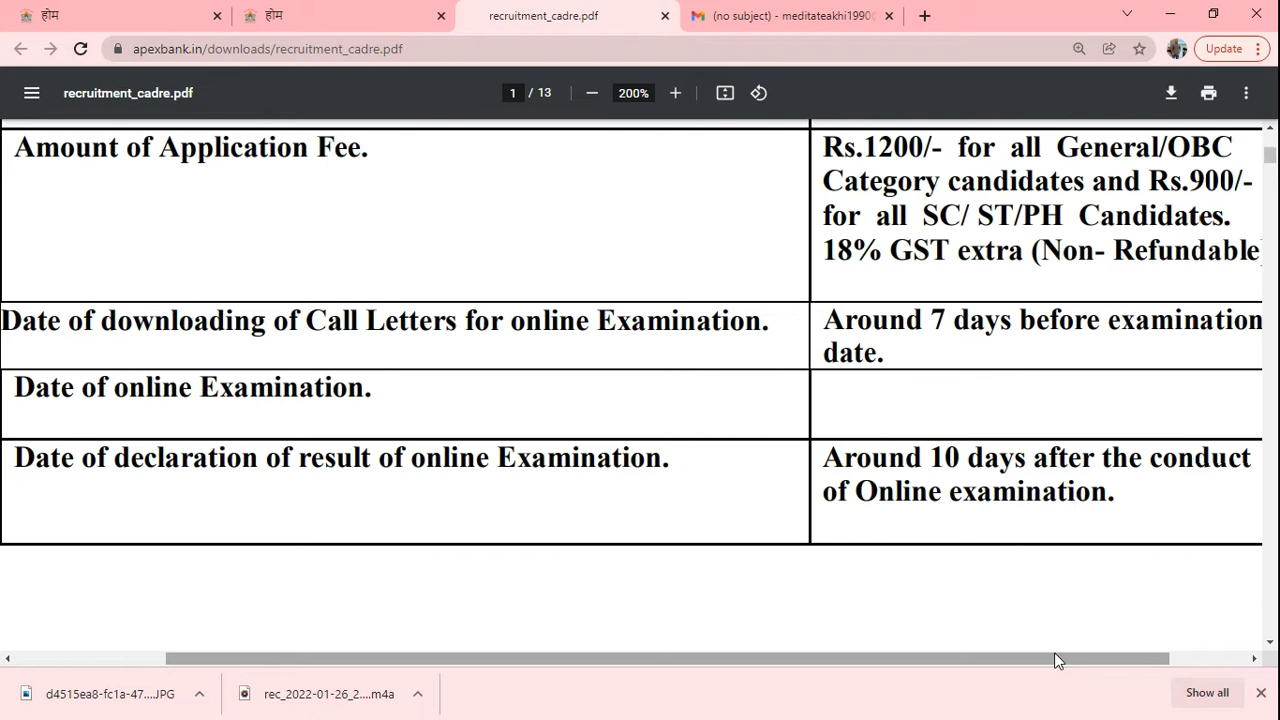 होम
होम
recruitment_cadre.pdf
(no subject) - meditateakhi1990@
apexbank.in/downloads/recruitment_cadre.pdf
Update
recruitment_cadre.pdf
1 / 13
200%
Amount of Application Fee.
Rs.1200/- for all General/OBC
Category candidates and Rs.900/-
for all SC/ ST/PH Candidates.
18% GST extra (Non- Refundable)
Date of downloading of Call Letters for online Examination.
Around 7 days before examination
date.
Date of online Examination.
Date of declaration of result of online Examination.
Around 10 days after the conduct
of Online examination.
d4515ea8-fc1a-47....JPG
rec_2022-01-26_2....m4a
Show all